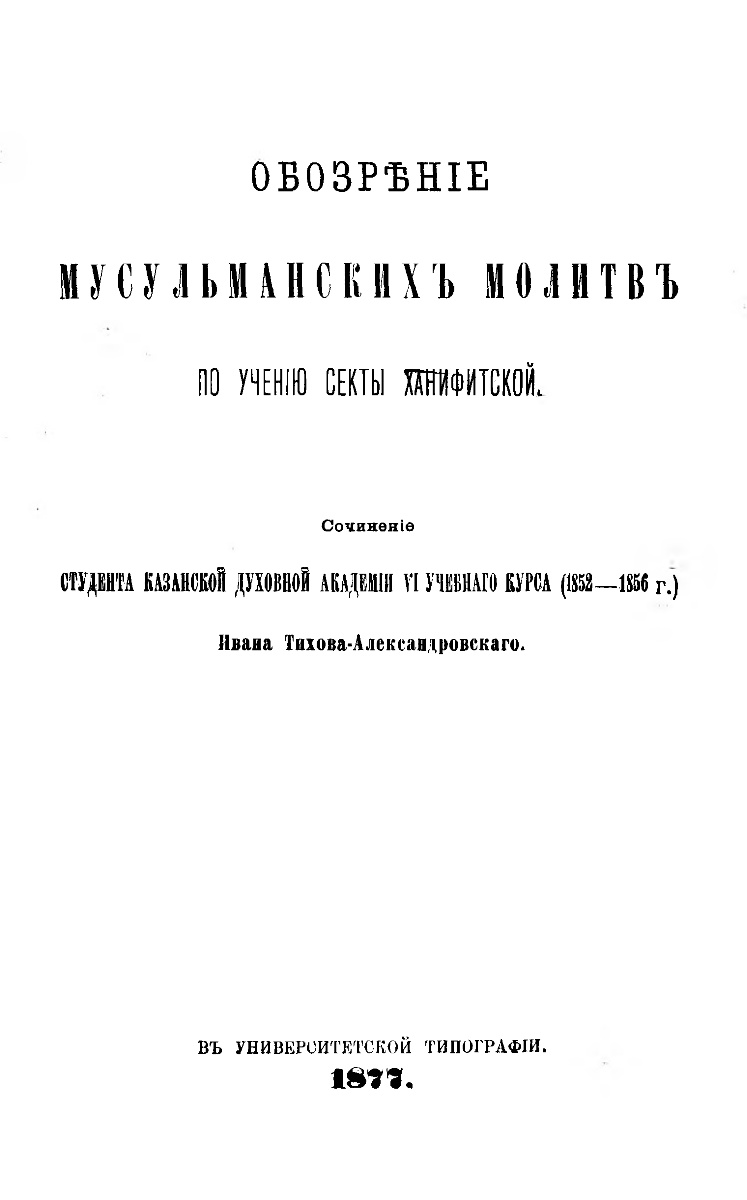 ОБОЗРѢНІЕ
МУСУЛЬМАНСКИХЪ МОЛИТВЪ
ПО УЧЕНІЮ СЕКТЫ ХАНИФИТСКОЙ.
Сочиненіе
СТУДЕНТА КАЗАНСКОЙ ДУХОВНОЙ АКАДЕМІИ VI УЧЕБНАГО КУРСА (1852—1856 г.)
Ивана Тихова-Александровскаго.
ВЪ УНИВЕРСИТЕТСКОЙ ТИПОГРАФІИ.
1877.